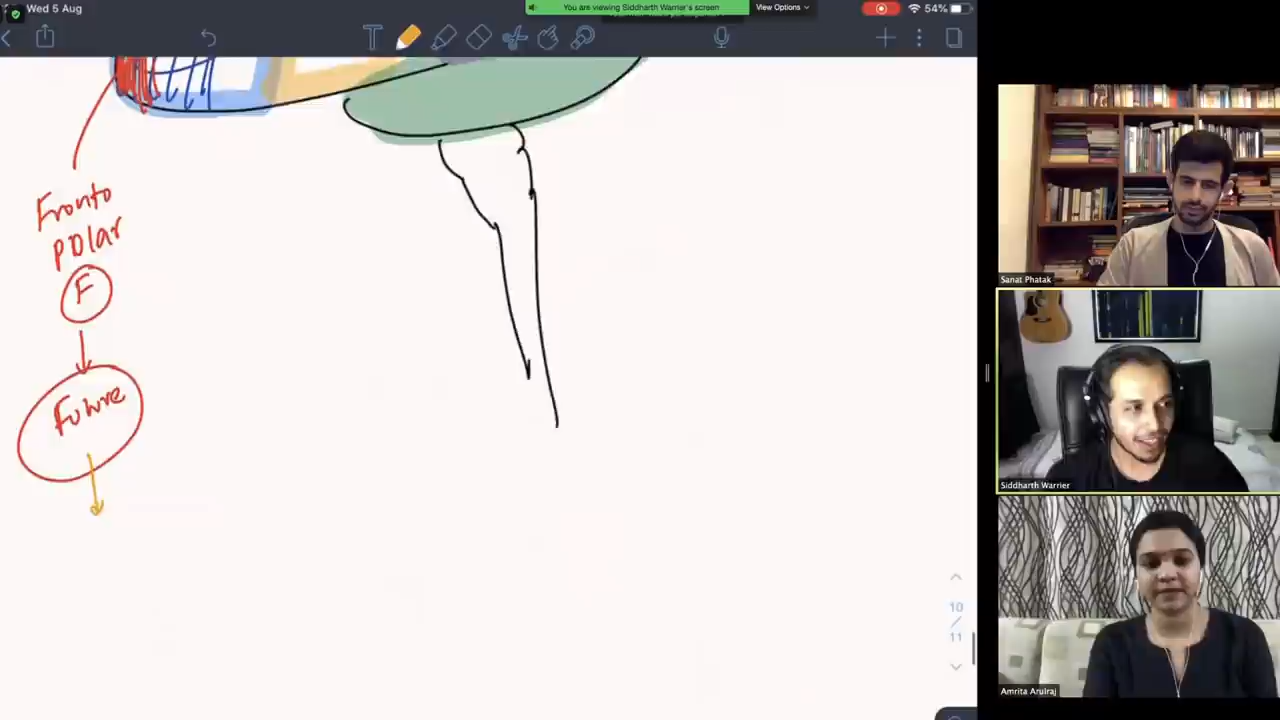 Wed 5 Aug
You are viewing Siddharth Warrier's screen
View Options
54%
T
Fronto
polar
F
Future
10
/
11
Sanat Phatak
Siddharth Warrier
Amrita Arulraj